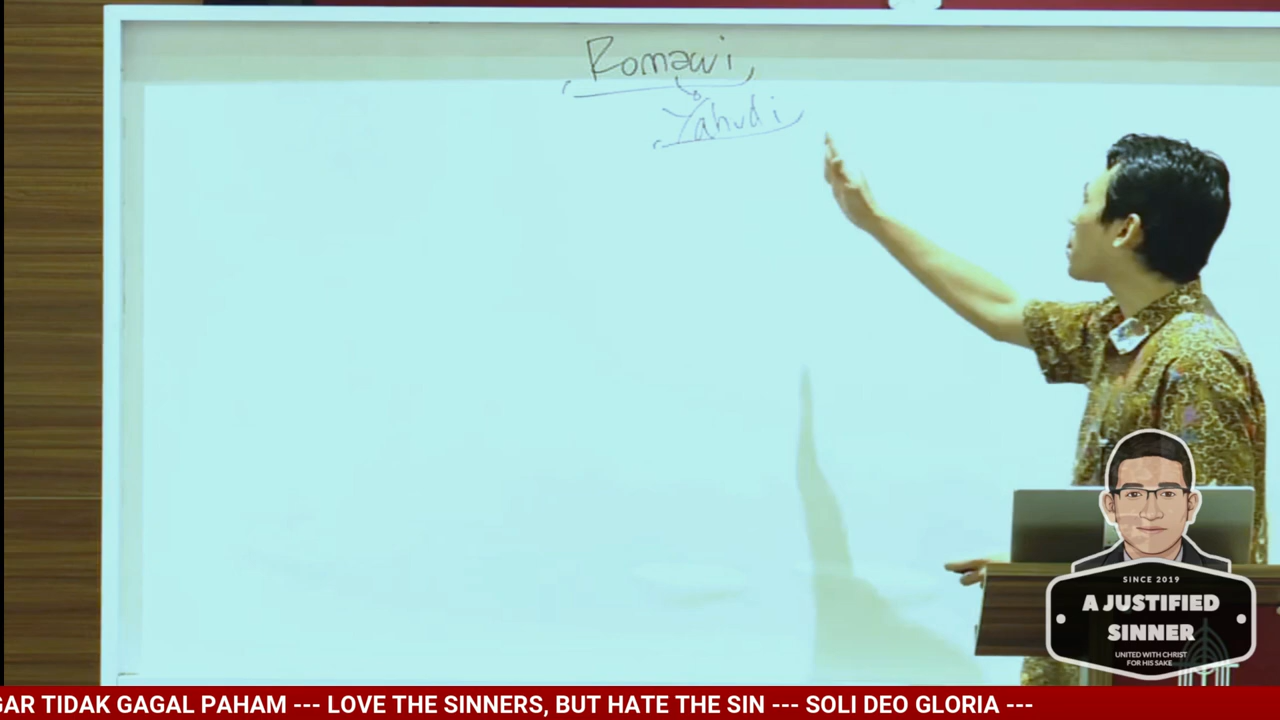 Romawi
Yahudi
SINCE 2019
A JUSTIFIED
SINNER
UNITED WITH CHRIST
FOR HIS SAKE
GAR TIDAK GAGAL PAHAM --- LOVE THE SINNERS, BUT HATE THE SIN --- SOLI DEO GLORIA ---